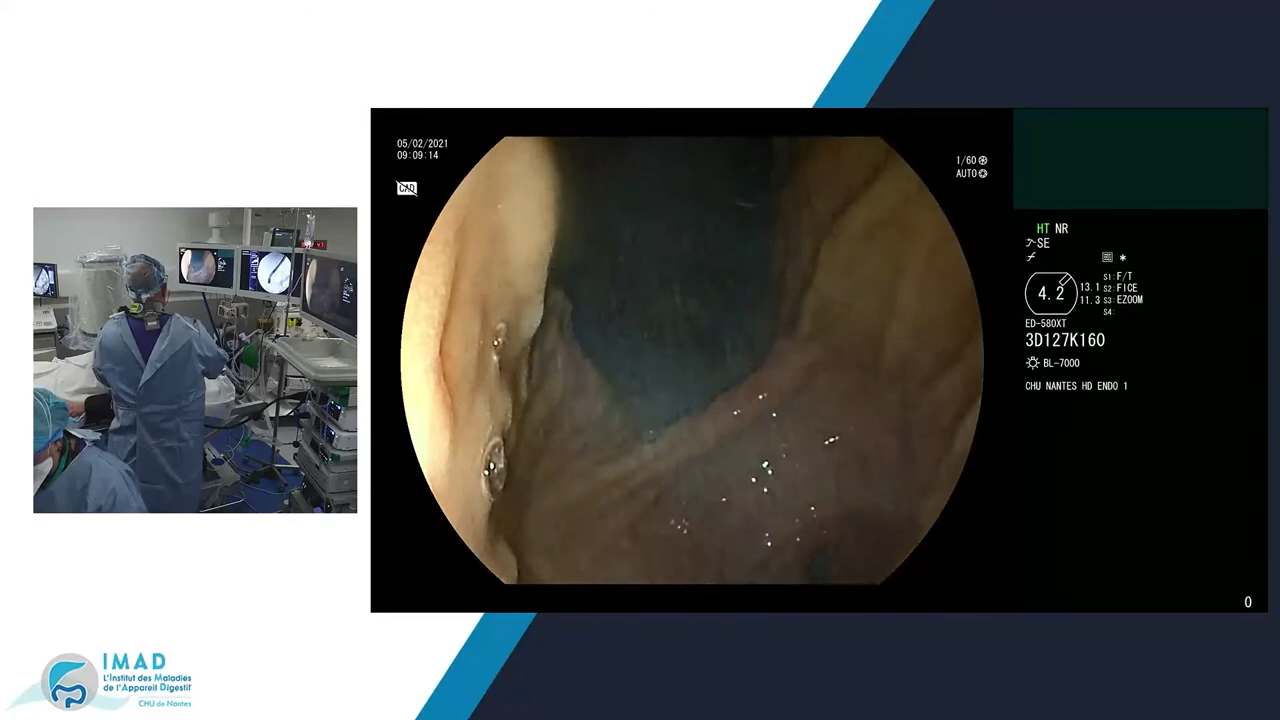 05/02/2021
09:09:14
CAD
1/60
AUTO
HT NR
SE
4.2
13.1
11.3
S1:F/T
S2:FICE
S3:EZOOM
S4:
ED-580XT
3D127K160
BL-7000
CHU NANTES HD ENDO 1
0
IMAD
L'Institut des Maladies
de l'Appareil Digestif
CHU de Nantes